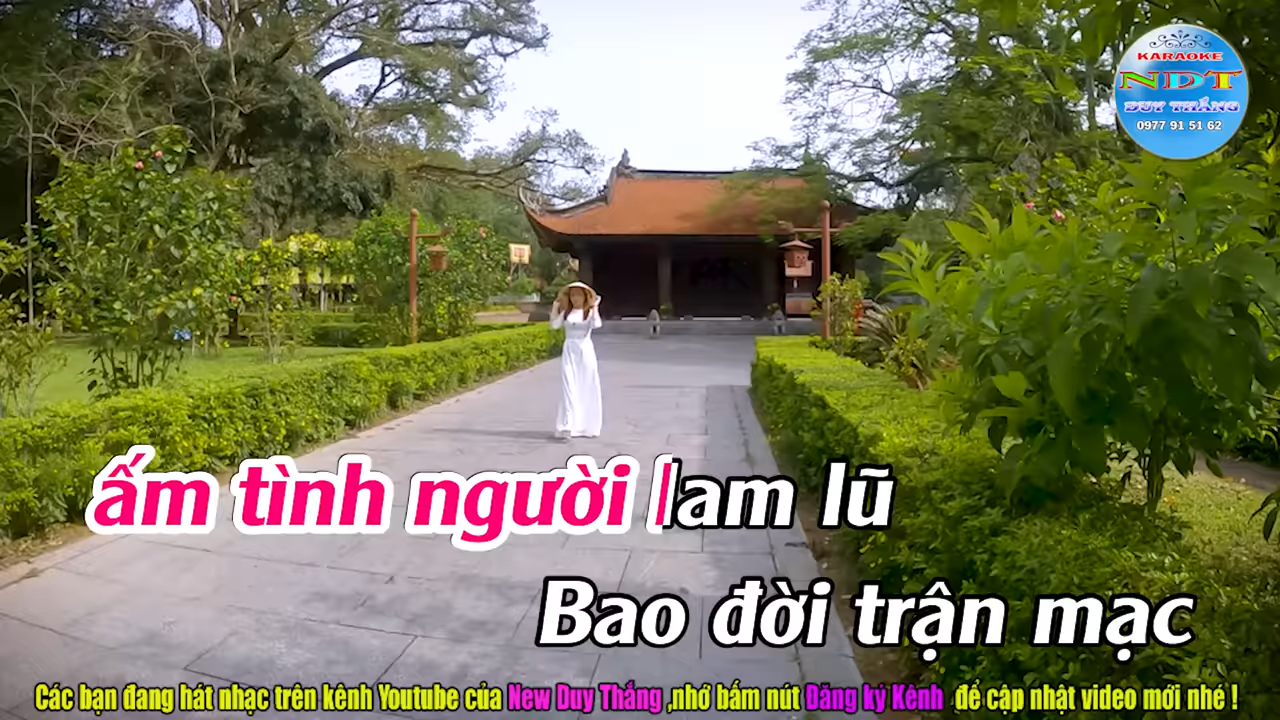 KARAOKE
NDT
DUY THẮNG
0977 91 51 62
ấm tình người lam lũ
Bao đời trận mạc
Các bạn đang hát nhạc trên kênh Youtube của New Duy Thắng ,nhớ bấm nút Đăng ký Kênh để cập nhật video mới nhé !